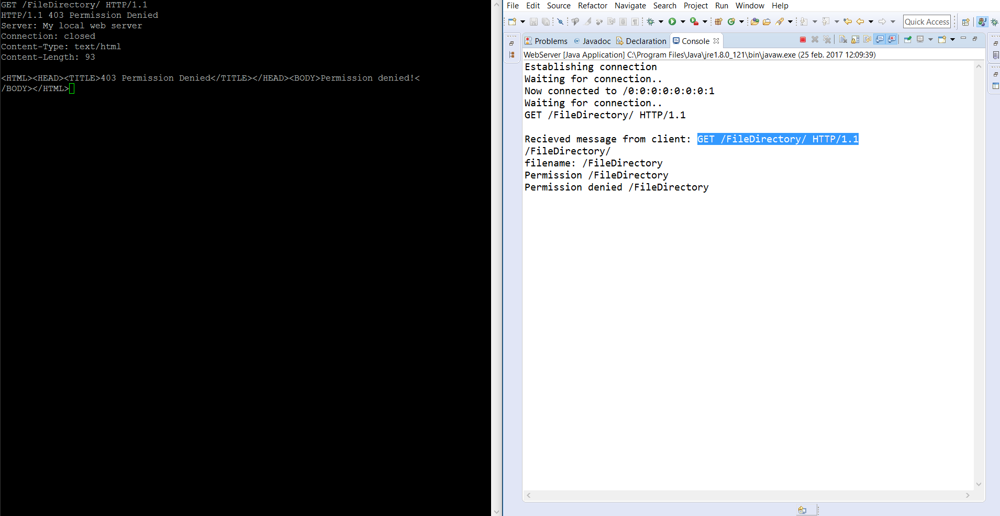 GET /FileDirectory/ HTTP/1.1
HTTP/1.1 403 Permission Denied
Server: My local web server
Connection: closed
Content-Type: text/html
Content-Length: 93
<HTML><HEAD><TITLE>403 Permission Denied</TITLE></HEAD><BODY>Permission denied!<
/BODY></HTML>
File Edit Source Refactor Navigate Search Project Run Window Help
Quick Access
Problems @ Javadoc Declaration Console
WebServer [Java Application] C:\Program Files\Java\jre1.8.0_121\bin\javaw.exe (25 feb. 2017 12:09:39)
Establishing connection
Waiting for connection..
Now connected to /0:0:0:0:0:0:0:1
Waiting for connection..
GET /FileDirectory/ HTTP/1.1
Recieved message from client: GET /FileDirectory/ HTTP/1.1
/FileDirectory/
filename: /FileDirectory
Permission /FileDirectory
Permission denied /FileDirectory